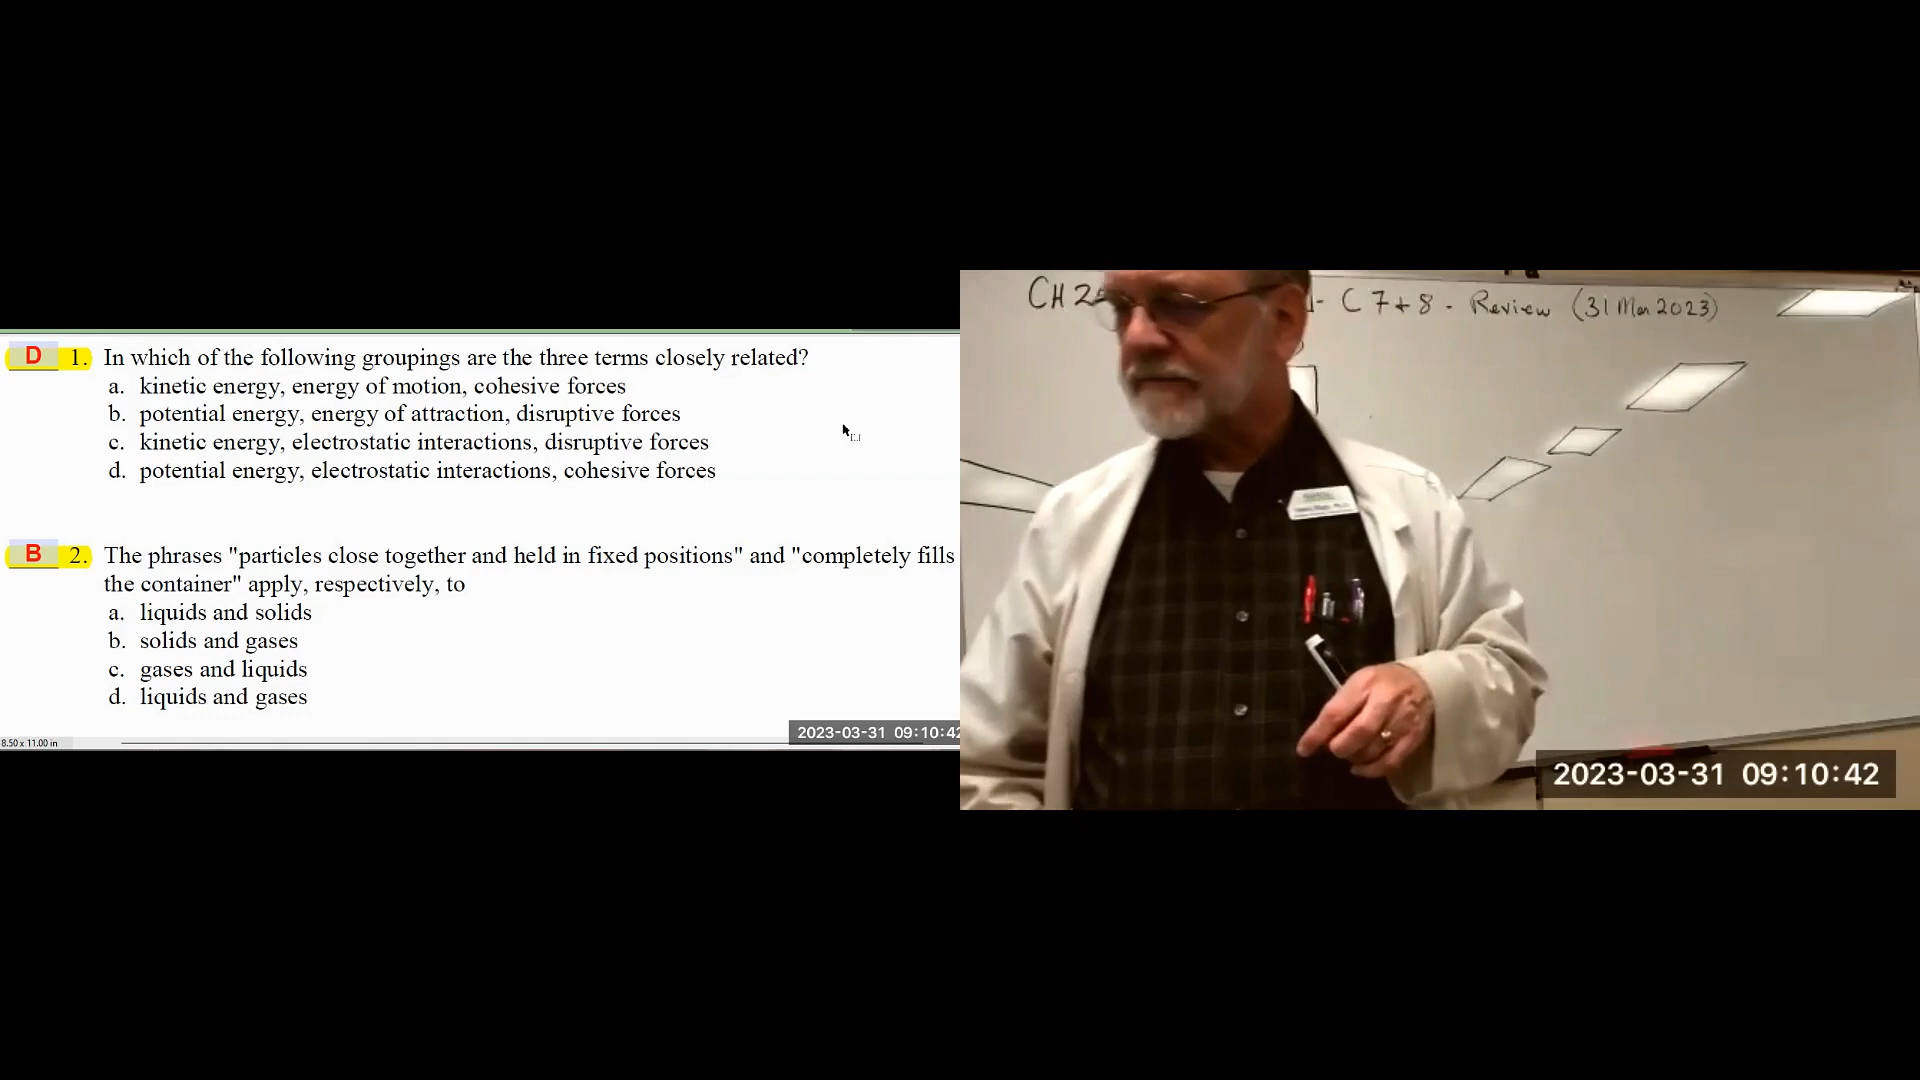 D 1. In which of the following groupings are the three terms closely related?
a. kinetic energy, energy of motion, cohesive forces
b. potential energy, energy of attraction, disruptive forces
c. kinetic energy, electrostatic interactions, disruptive forces
d. potential energy, electrostatic interactions, cohesive forces
B 2. The phrases "particles close together and held in fixed positions" and "completely fills
the container" apply, respectively, to
a. liquids and solids
b. solids and gases
c. gases and liquids
d. liquids and gases
2023-03-31 09:10:42
8.50 x 11.00 in
CH 2 - C 7 + 8 - Review (31 Mar 2023)
2023-03-31 09:10:42